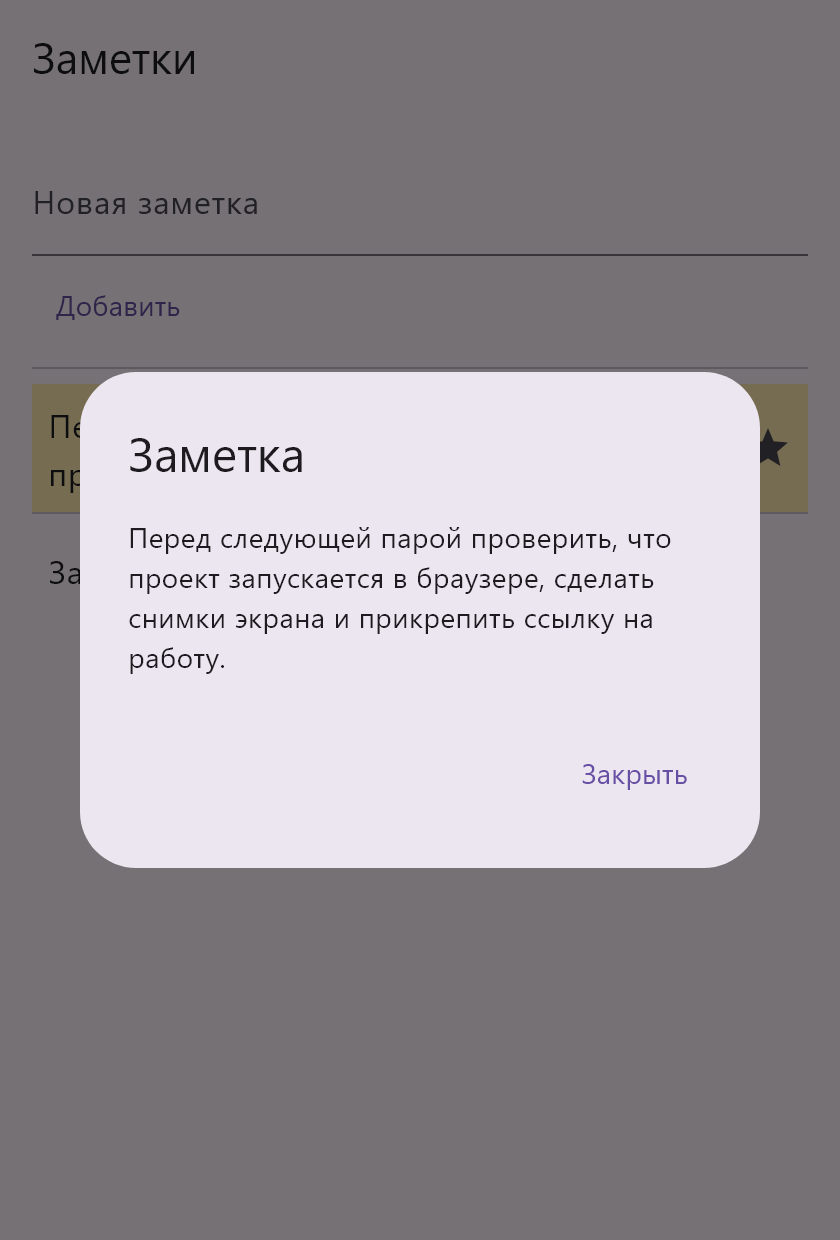 Заметки
Новая заметка
Добавить
Заметка
Перед следующей парой проверить, что
проект запускается в браузере, сделать
снимки экрана и прикрепить ссылку на
работу.
Закрыть